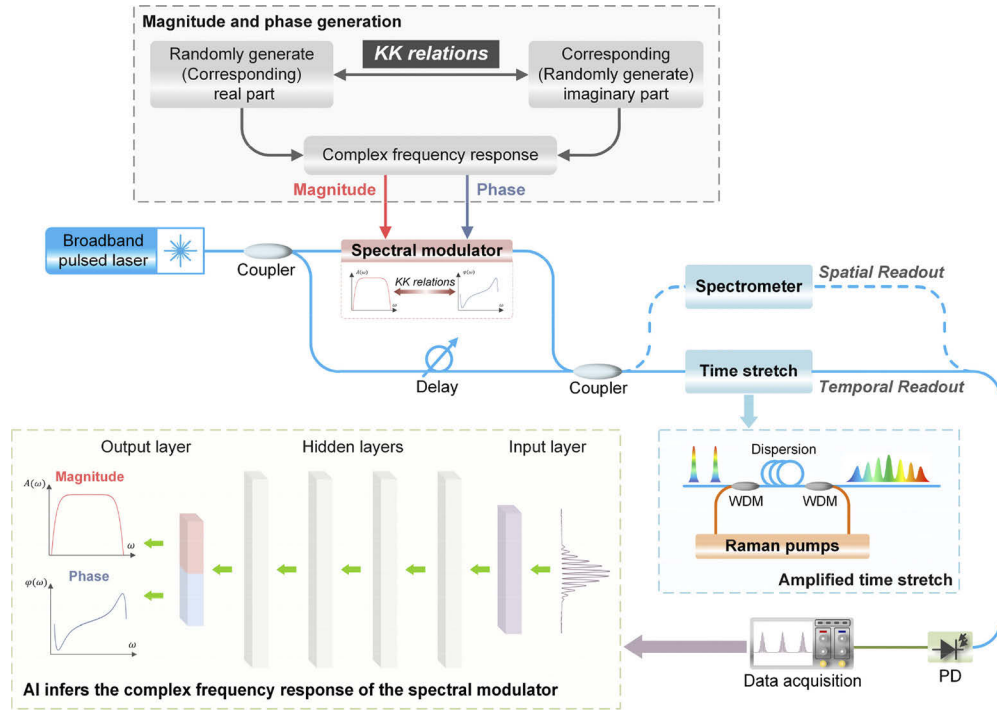 Magnitude and phase generation
Randomly generate
(Corresponding)
real part
KK relations
Corresponding
(Randomly generate)
imaginary part
Complex frequency response
Magnitude
Phase
Broadband
pulsed laser
Coupler
Spectral modulator
A(ω)
ω
KK relations
φ(ω)
ω
Delay
Coupler
Spectrometer
Spatial Readout
Time stretch
Temporal Readout
Dispersion
WDM
WDM
Raman pumps
Amplified time stretch
Output layer
Hidden layers
Input layer
Magnitude
A(ω)
ω
Phase
φ(ω)
ω
AI infers the complex frequency response of the spectral modulator
Data acquisition
PD